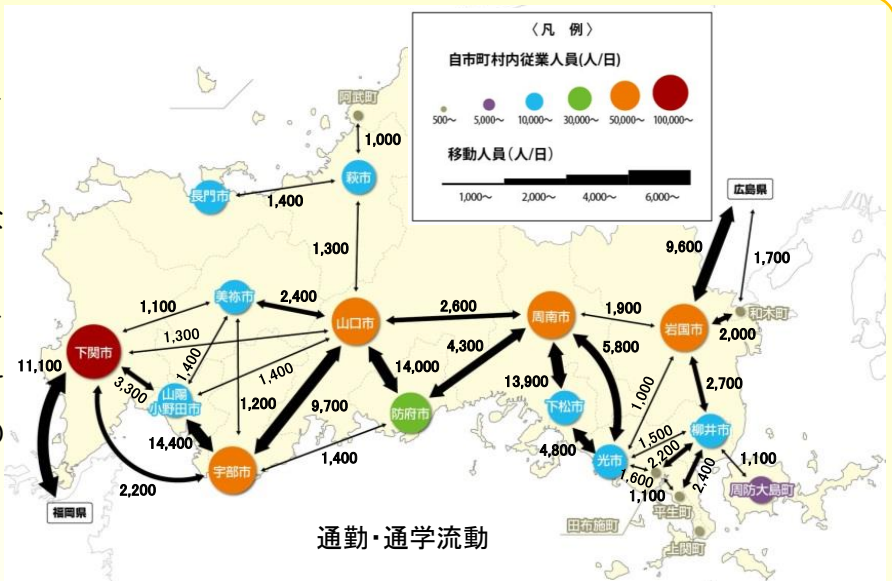 〈凡 例〉
自市町村内従業人員(人/日)
500～
5,000～
10,000～
30,000～
50,000～
100,000～
移動人員(人/日)
1,000～
2,000～
4,000～
6,000～
阿武町
1,000
萩市
長門市
1,400
1,300
広島県
9,600
1,700
美祢市
2,400
1,100
山口市
2,600
周南市
1,900
岩国市
和木町
2,000
1,300
下関市
11,100
1,400
1,400
4,300
5,800
14,000
3,300
山陽
小野田市
1,200
9,700
防府市
13,900
下松市
1,000
2,700
14,400
宇部市
1,400
4,800
光市
1,500
柳井市
2,200
1,100
1,600
2,400
周防大島町
2,200
1,100
平生町
福岡県
田布施町
上関町
通勤・通学流動